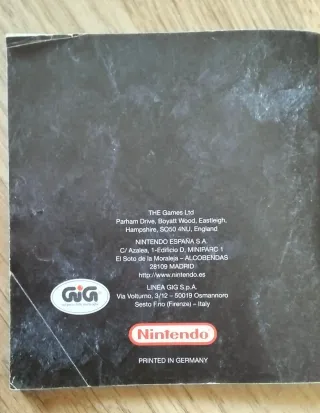 THE Games Ltd
Parham Drive, Boyatt Wood, Eastleigh,
Hampshire, SO50 4NU, England
NINTENDO ESPAÑA S.A.
C/ Azalea, 1-Edificio D, MINIPARC 1
El Soto de la Moraleja – ALCOBENDAS
28109 MADRID
http://www.nintendo.es
LINEA GIG S.p.A.
Via Volturno, 3/12 – 50019 Osmannoro
Sesto F.no (Firenze) – Italy
GiG
Nintendo
PRINTED IN GERMANY